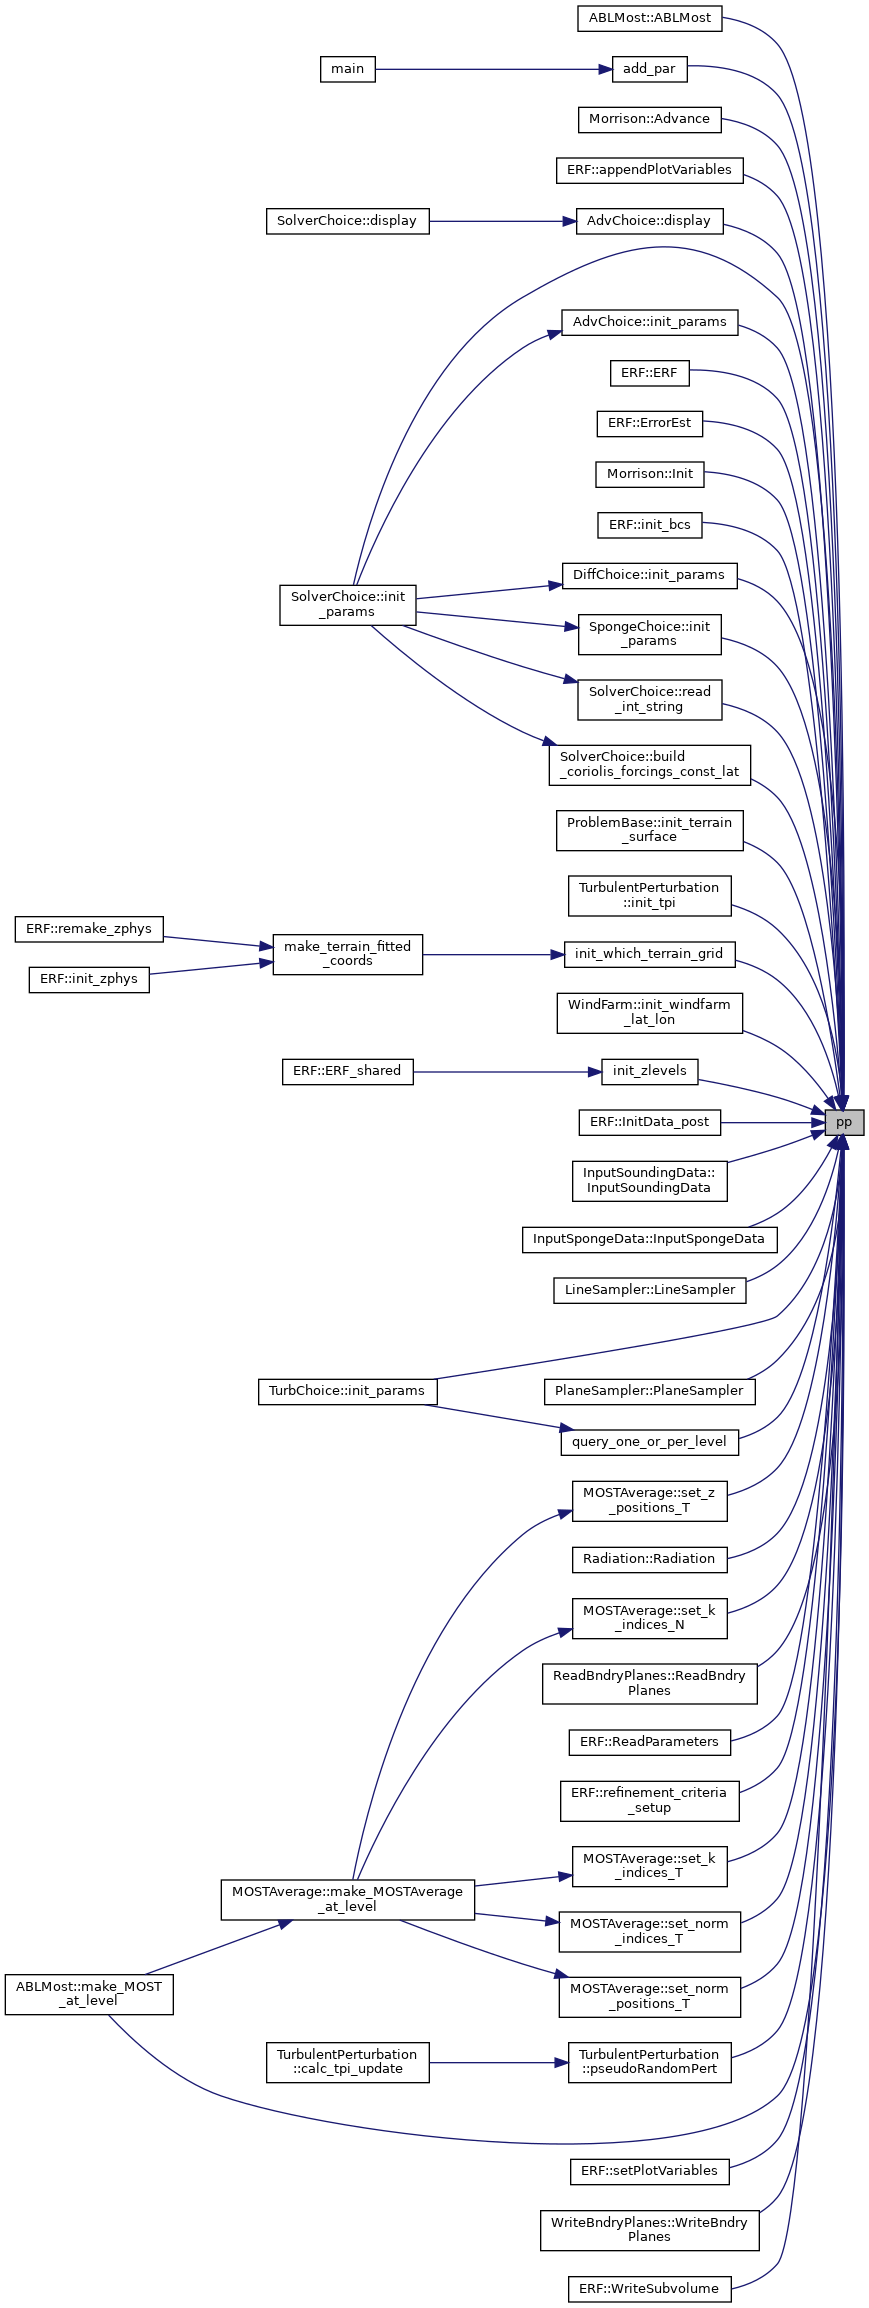 ABLMost::ABLMost
main
add_par
Morrison::Advance
ERF::appendPlotVariables
SolverChoice::display
AdvChoice::display
AdvChoice::init_params
ERF::ERF
ERF::ErrorEst
Morrison::Init
ERF::init_bcs
DiffChoice::init_params
SolverChoice::init
_params
SpongeChoice::init
_params
SolverChoice::read
_int_string
SolverChoice::build
_coriolis_forcings_const_lat
ProblemBase::init_terrain
_surface
TurbulentPerturbation
::init_tpi
ERF::remake_zphys
make_terrain_fitted
_coords
init_which_terrain_grid
ERF::init_zphys
WindFarm::init_windfarm
_lat_lon
ERF::ERF_shared
init_zlevels
ERF::InitData_post
pp
InputSoundingData::
InputSoundingData
InputSpongeData::InputSpongeData
LineSampler::LineSampler
TurbChoice::init_params
PlaneSampler::PlaneSampler
query_one_or_per_level
MOSTAverage::set_z
_positions_T
Radiation::Radiation
MOSTAverage::set_k
_indices_N
ReadBndryPlanes::ReadBndry
Planes
ERF::ReadParameters
ERF::refinement_criteria
_setup
MOSTAverage::set_k
_indices_T
MOSTAverage::make_MOSTAverage
_at_level
MOSTAverage::set_norm
_indices_T
ABLMost::make_MOST
_at_level
MOSTAverage::set_norm
_positions_T
TurbulentPerturbation
::calc_tpi_update
TurbulentPerturbation
::pseudoRandomPert
ERF::setPlotVariables
WriteBndryPlanes::WriteBndry
Planes
ERF::WriteSubvolume